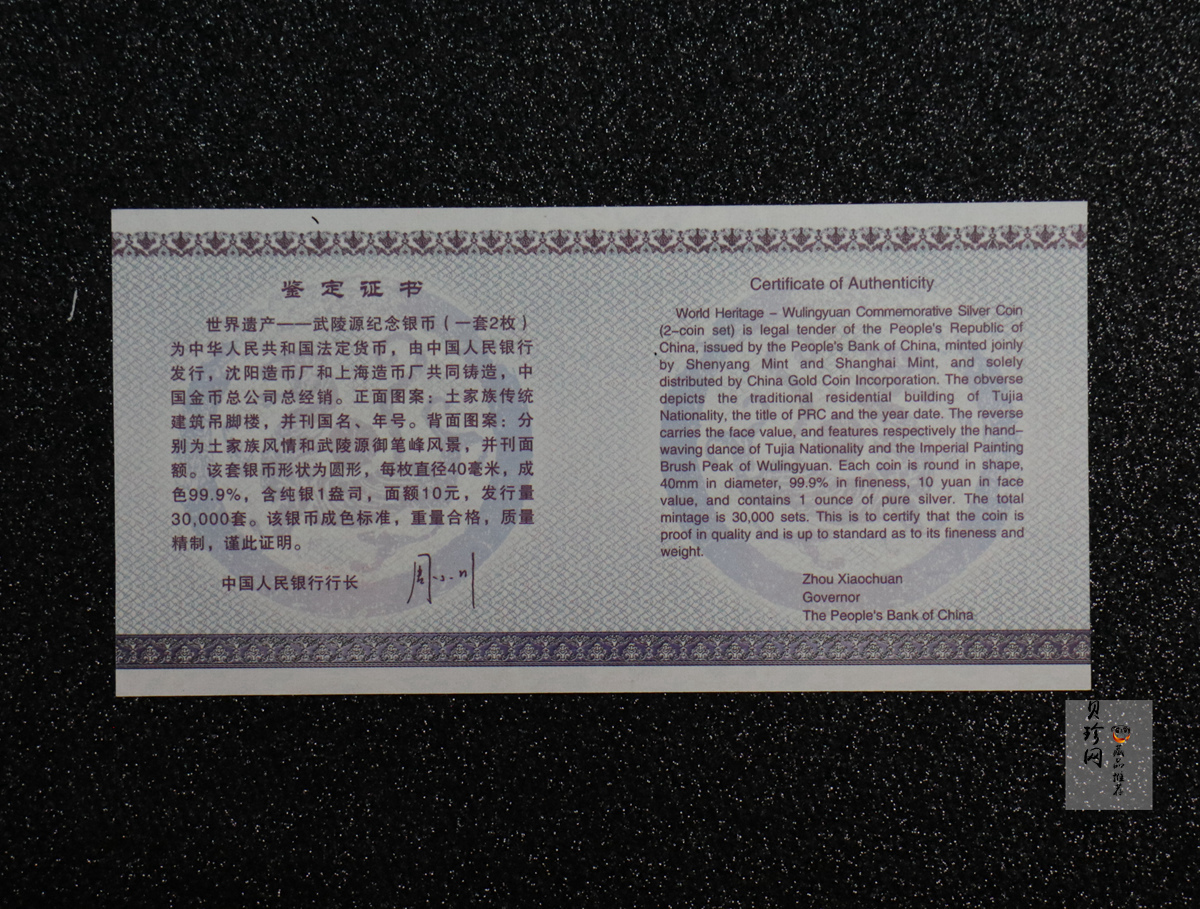 鉴定证书
世界遗产——武陵源纪念银币（一套2枚）
为中华人民共和国法定货币，由中国人民银行
发行，沈阳造币厂和上海造币厂共同铸造，中
国金币总公司总经销。正面图案：土家族传统
建筑吊脚楼，并刊国名、年号。背面图案：分
别为土家族风情和武陵源御笔峰风景，并刊面
额。该套银币形状为圆形，每枚直径40毫米，成
色99.9%，含纯银1盎司，面额10元，发行量
30,000套。该银币成色标准，重量合格，质量
精制，谨此证明。
中国人民银行行长 周小川
Certificate of Authenticity
World Heritage – Wulingyuan Commemorative Silver Coin
(2–coin set) is legal tender of the People's Republic of
China, issued by the People's Bank of China, minted joinly
by Shenyang Mint and Shanghai Mint, and solely
distributed by China Gold Coin Incorporation. The obverse
depicts the traditional residential building of Tujia
Nationality, the title of PRC and the year date. The reverse
carries the face value, and features respectively the hand–
waving dance of Tujia Nationality and the Imperial Painting
Brush Peak of Wulingyuan. Each coin is round in shape,
40mm in diameter, 99.9% in fineness, 10 yuan in face
value, and contains 1 ounce of pure silver. The total
mintage is 30,000 sets. This is to certify that the coin is
proof in quality and is up to standard as to its fineness and
weight.
Zhou Xiaochuan
Governor
The People's Bank of China
贝珍网
藏品推荐